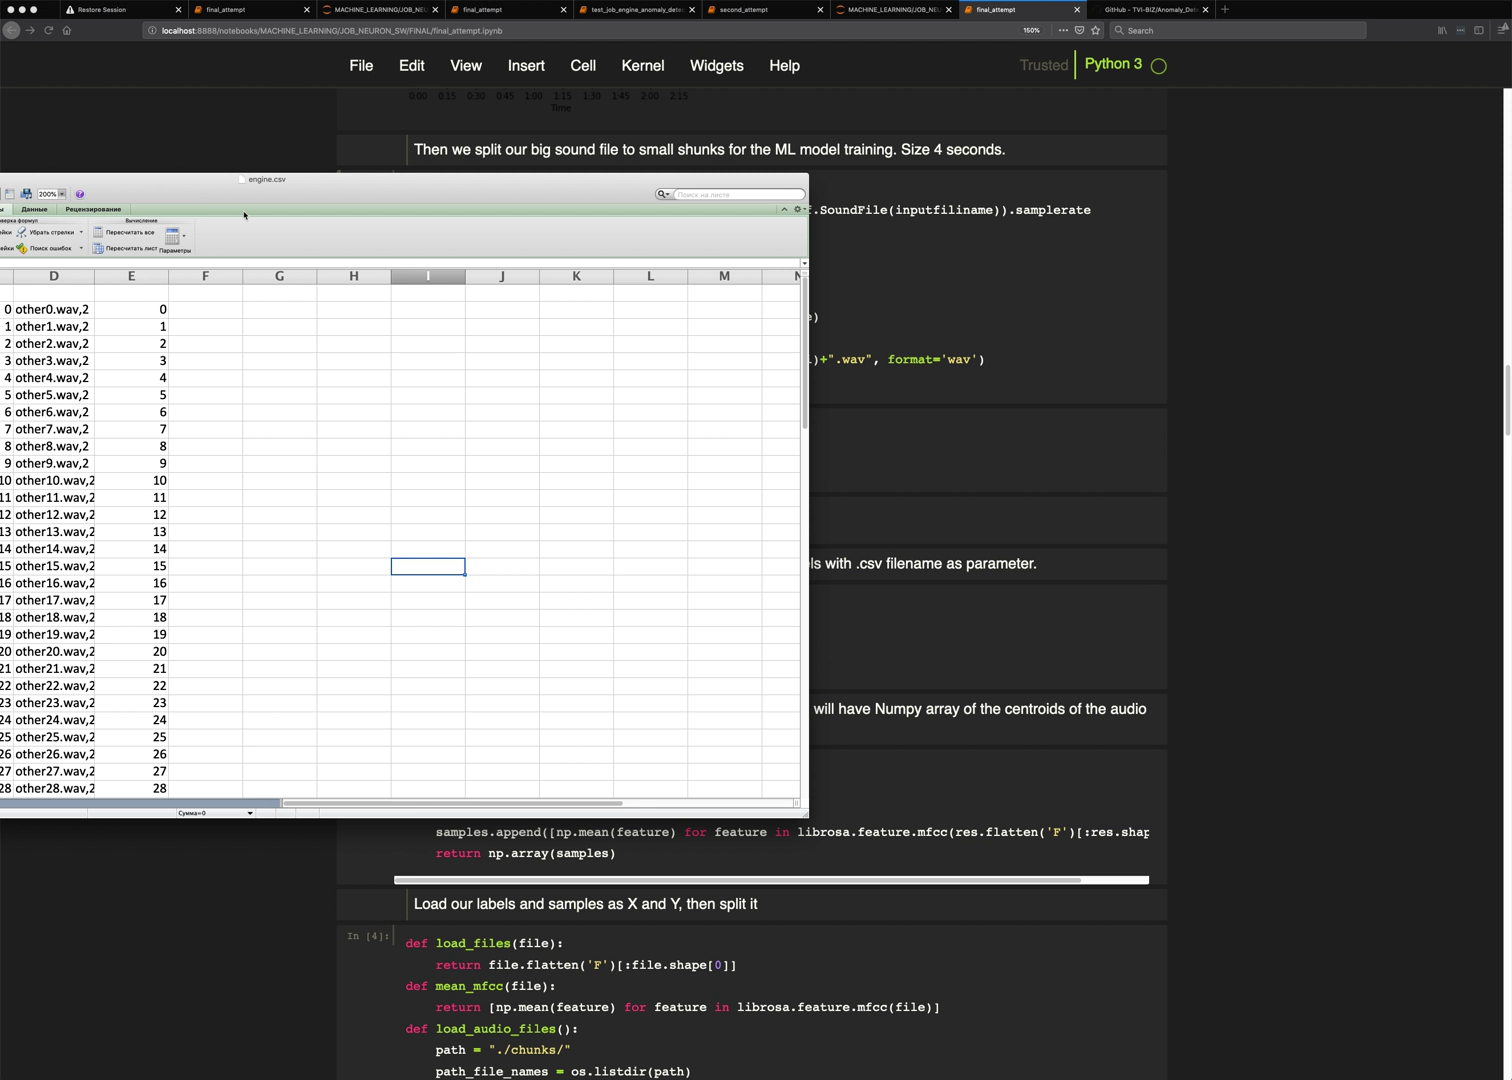 Restore Session
final_attempt
MACHINE_LEARNING/JOB_NEU
final_attempt
test_job_engine_anomaly_dete
second_attempt
MACHINE_LEARNING/JOB_NEU
final_attempt
GitHub - TVI-BIZ/Anomaly_De
localhost:8888/notebooks/MACHINE_LEARNING/JOB_NEURON_SW/FINAL/final_attempt.ipynb
150%
Search
File Edit View Insert Cell Kernel Widgets Help
Trusted
Python 3
0:00 0:15 0:30 0:45 1:00 1:15 1:30 1:45 2:00 2:15
Time
Then we split our big sound file to small shunks for the ML model training. Size 4 seconds.
engine.csv
200%
Поиск на листе
Данные Рецензирование
f.SoundFile(inputfiliname)).samplerate
верка формул Вычисление
Убрать стрелки Пересчитать все
Поиск ошибок Пересчитать лист Параметры
D E F G H I J K L M N
0 other0.wav,2 0
1 other1.wav,2 1
2 other2.wav,2 2
3 other3.wav,2 3
4 other4.wav,2 4
5 other5.wav,2 5
6 other6.wav,2 6
7 other7.wav,2 7
8 other8.wav,2 8
9 other9.wav,2 9
10 other10.wav,2 10
11 other11.wav,2 11
12 other12.wav,2 12
13 other13.wav,2 13
14 other14.wav,2 14
15 other15.wav,2 15
16 other16.wav,2 16
17 other17.wav,2 17
18 other18.wav,2 18
19 other19.wav,2 19
20 other20.wav,2 20
21 other21.wav,2 21
22 other22.wav,2 22
23 other23.wav,2 23
24 other24.wav,2 24
25 other25.wav,2 25
26 other26.wav,2 26
27 other27.wav,2 27
28 other28.wav,2 28
Сумма=0
e)
)+".wav", format='wav')
ls with .csv filename as parameter.
will have Numpy array of the centroids of the audio
samples.append([np.mean(feature) for feature in librosa.feature.mfcc(res.flatten('F')[:res.shap
return np.array(samples)
Load our labels and samples as X and Y, then split it
In [4]:
def load_files(file):
return file.flatten('F')[:file.shape[0]]
def mean_mfcc(file):
return [np.mean(feature) for feature in librosa.feature.mfcc(file)]
def load_audio_files():
path = "./chunks/"
path_file_names = os.listdir(path)